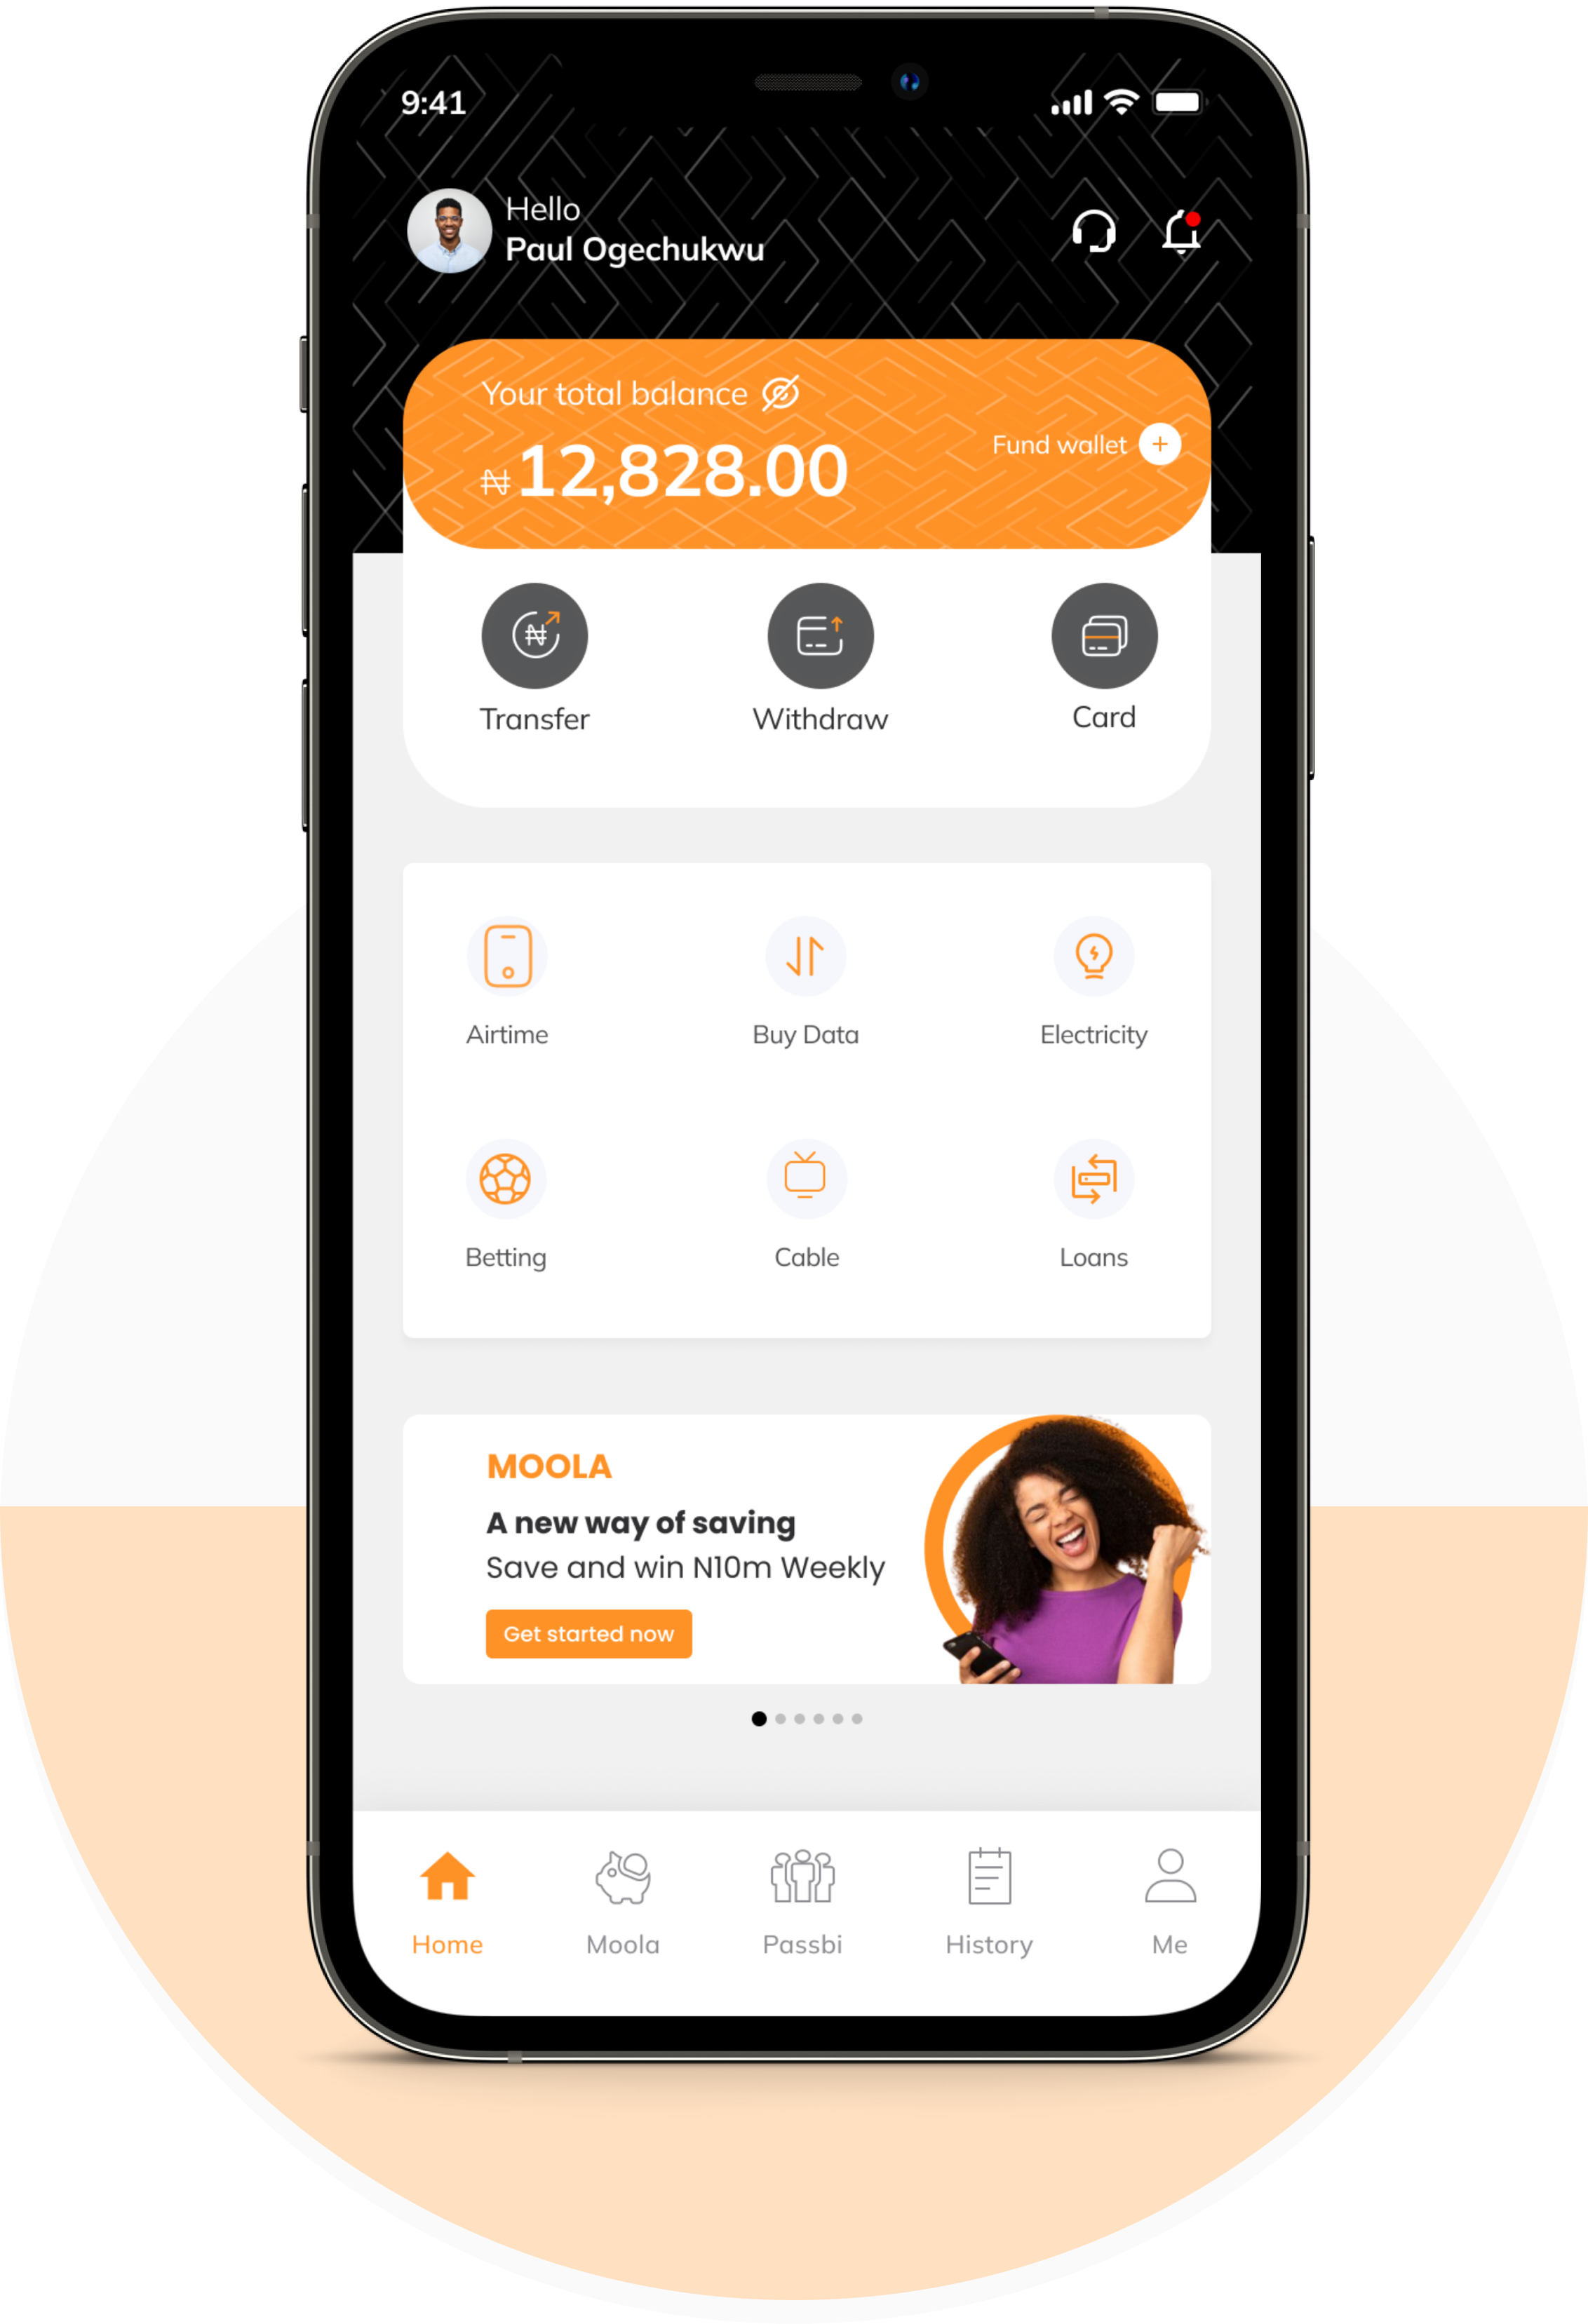 9:41
Hello
Paul Ogechukwu
Your total balance
₦12,828.00
Fund wallet
Transfer
Withdraw
Card
Airtime
Buy Data
Electricity
Betting
Cable
Loans
MOOLA
A new way of saving
Save and win N10m Weekly
Get started now
Home
Moola
Passbi
History
Me